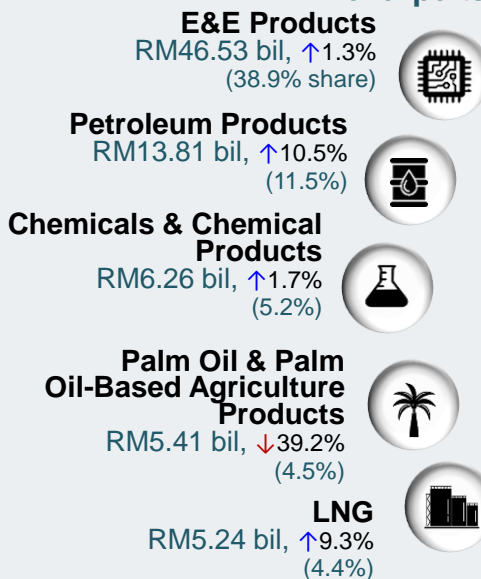 E&E Products
RM46.53 bil, ↑1.3%
(38.9% share)
Petroleum Products
RM13.81 bil, ↑10.5%
(11.5%)
Chemicals & Chemical
Products
RM6.26 bil, ↑1.7%
(5.2%)
Palm Oil & Palm
Oil-Based Agriculture
Products
RM5.41 bil, ↓39.2%
(4.5%)
LNG
RM5.24 bil, ↑9.3%
(4.4%)